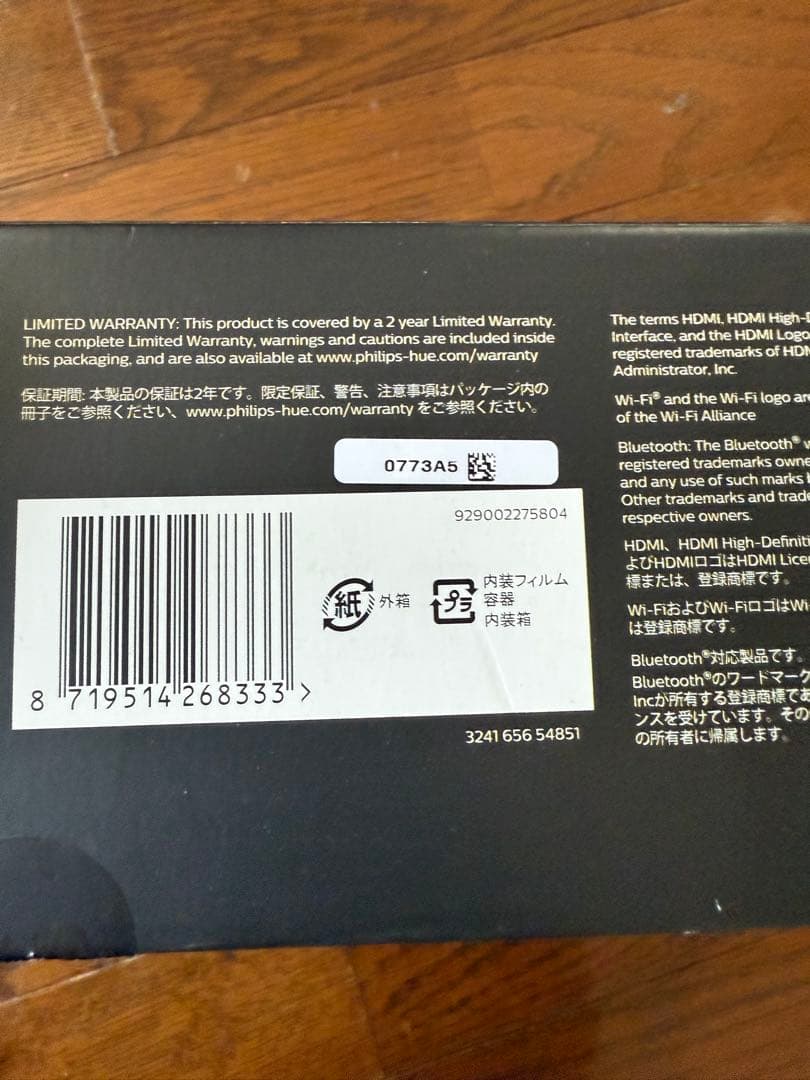 LIMITED WARRANTY: This product is covered by a 2 year Limited Warranty.
The complete Limited Warranty, warnings and cautions are included inside
this packaging, and are also available at www.philips-hue.com/warranty
保証期間: 本製品の保証は2年です。限定保証、警告、注意事項はパッケージ内の
冊子をご参照ください、www.philips-hue.com/warranty をご参照ください。
0773A5
929002275804
紙 外箱
プラ 内装フィルム
容器
内装箱
8 719514 268333 >
3241 656 54851
The terms HDMI, HDMI High-D
Interface, and the HDMI Logo
registered trademarks of HDM
Administrator, Inc.
Wi-Fi® and the Wi-Fi logo are
of the Wi-Fi Alliance
Bluetooth: The Bluetooth® w
registered trademarks owne
and any use of such marks b
Other trademarks and trade
respective owners.
HDMI、HDMI High-Definiti
よびHDMIロゴはHDMI Lice
標または、登録商標です。
Wi-FiおよびWi-FiロゴはWi-
は登録商標です。
Bluetooth®対応製品です。
Bluetooth®のワードマーク
Incが所有する登録商標であ
ンスを受けています。その
の所有者に帰属します。